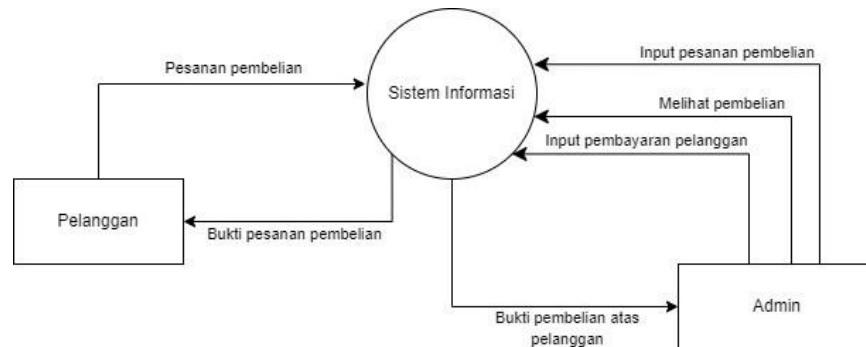 Input pesanan pembelian
Pesanan pembelian
Sistem Informasi
Melihat pembelian
Input pembayaran pelanggan
Pelanggan
Bukti pesanan pembelian
Admin
Bukti pembelian atas
pelanggan